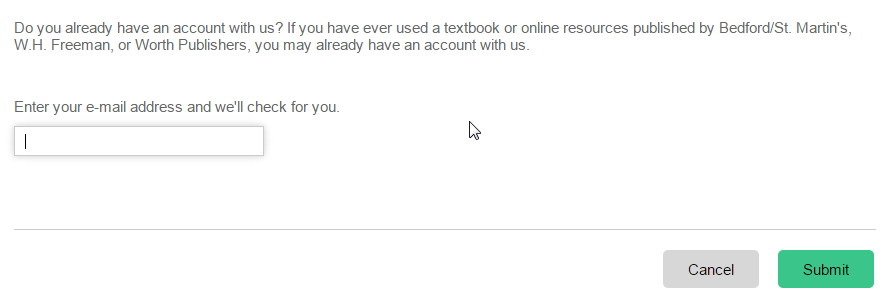 Do you already have an account with us? If you have ever used a textbook or online resources published by Bedford/St. Martin's,
W.H. Freeman, or Worth Publishers, you may already have an account with us.
Enter your e-mail address and we'll check for you.
Cancel
Submit